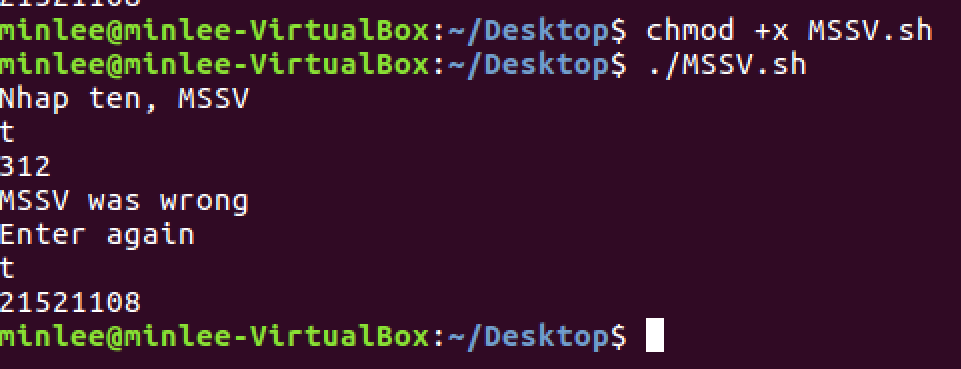 21521108
minlee@minlee-VirtualBox:~/Desktop$ chmod +x MSSV.sh
minlee@minlee-VirtualBox:~/Desktop$ ./MSSV.sh
Nhap ten, MSSV
t
312
MSSV was wrong
Enter again
t
21521108
minlee@minlee-VirtualBox:~/Desktop$